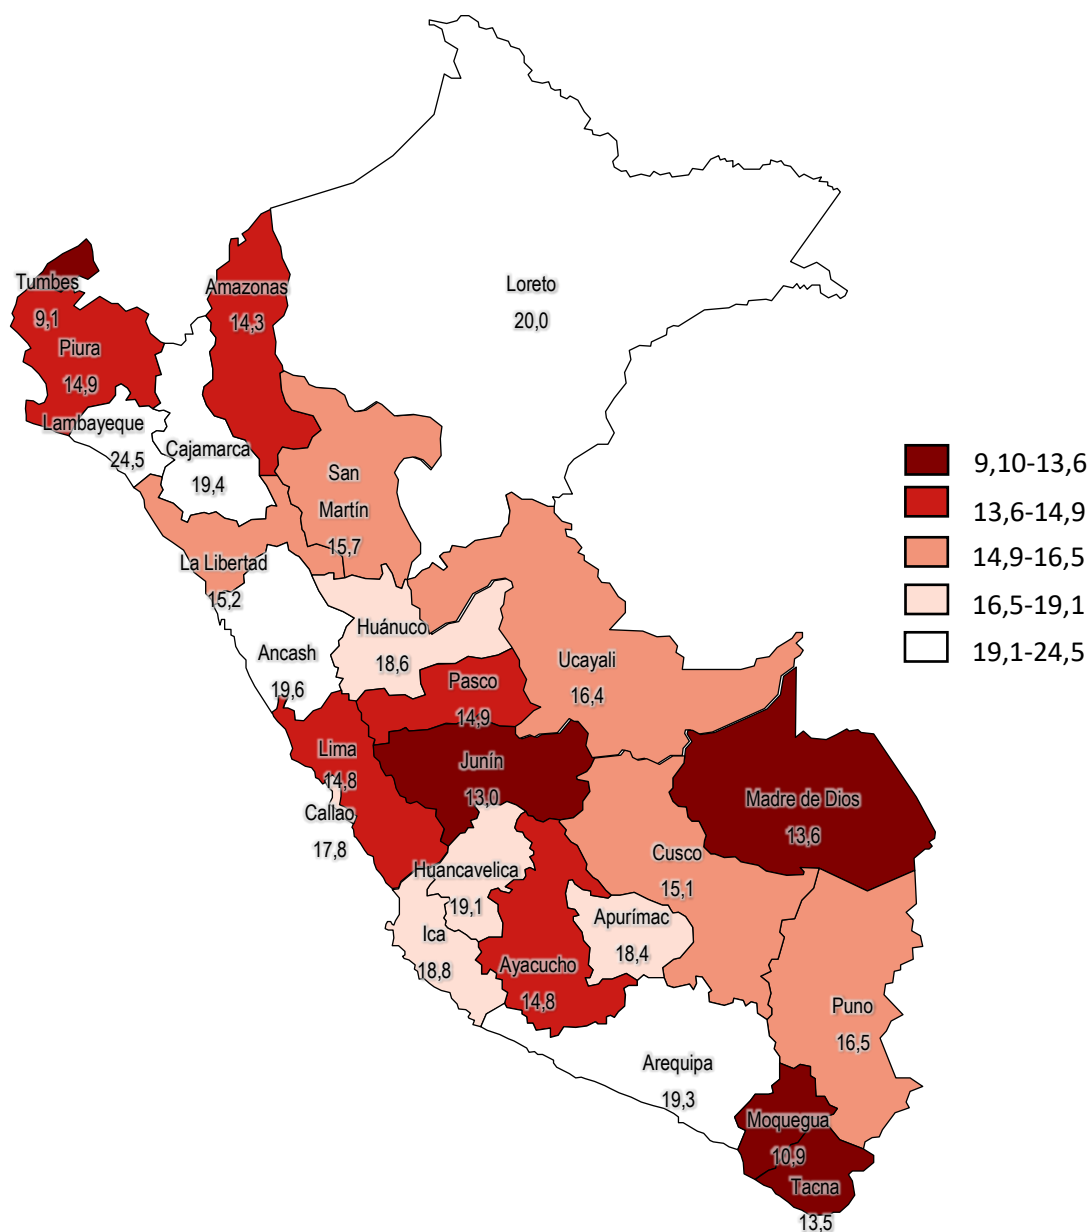 Loreto
20,0
Tumbes
9,1
Amazonas
14,3
Piura
14,9
Lambayeque
24,5
Cajamarca
19,4
San
Martín
15,7
La Libertad
15,2
Huánuco
18,6
Ancash
19,6
Ucayali
16,4
Pasco
14,9
Lima
14,8
Junín
13,0
Callao
17,8
Madre de Dios
13,6
Cusco
15,1
Huancavelica
19,1
Apurímac
18,4
Ica
18,8
Ayacucho
14,8
Puno
16,5
Arequipa
19,3
Moquegua
10,9
Tacna
13,5
9,10-13,6
13,6-14,9
14,9-16,5
16,5-19,1
19,1-24,5